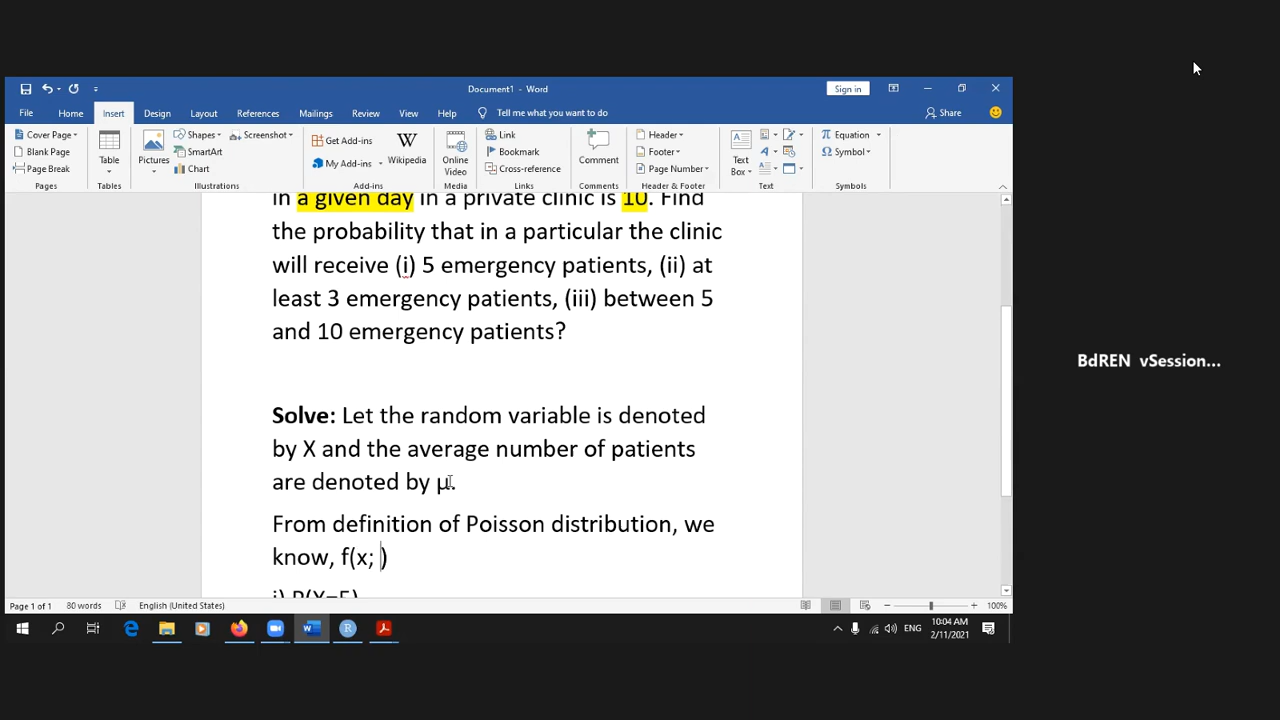 Document1 - Word
Sign in
File Home Insert Design Layout References Mailings Review View Help Tell me what you want to do Share
Cover Page
Blank Page
Page Break
Pages
Table
Tables
Pictures
Shapes
SmartArt
Chart
Screenshot
Illustrations
Get Add-ins
My Add-ins
Wikipedia
Add-ins
Online
Video
Media
Link
Bookmark
Cross-reference
Links
Comment
Comments
Header
Footer
Page Number
Header & Footer
Text
Box
Text
Equation
Symbol
Symbols
in a given day in a private clinic is 10. Find
the probability that in a particular the clinic
will receive (i) 5 emergency patients, (ii) at
least 3 emergency patients, (iii) between 5
and 10 emergency patients?
Solve: Let the random variable is denoted
by X and the average number of patients
are denoted by μ.
From definition of Poisson distribution, we
know, f(x; )
i) P(X=5)
BdREN vSession...
Page 1 of 1 80 words English (United States) 100%
ENG
10:04 AM
2/11/2021